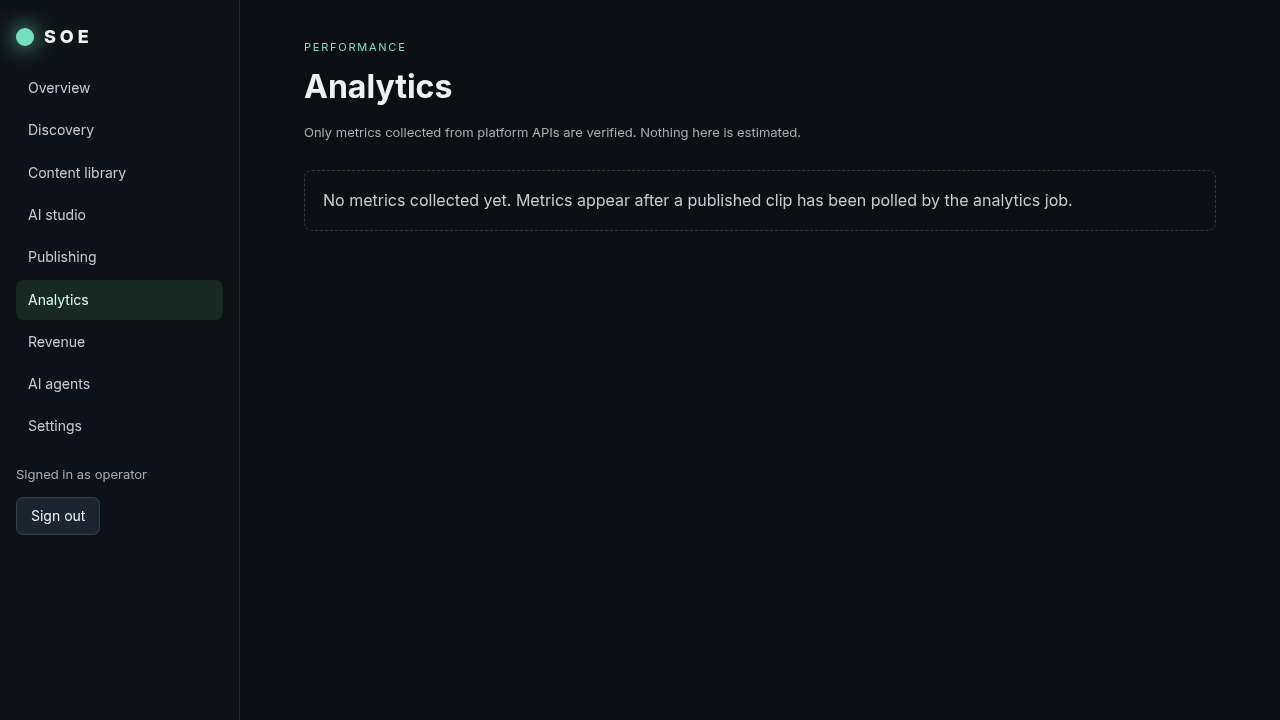 SOE
Overview
Discovery
Content library
AI studio
Publishing
Analytics
Revenue
AI agents
Settings
Signed in as operator
Sign out
PERFORMANCE
Analytics
Only metrics collected from platform APIs are verified. Nothing here is estimated.
No metrics collected yet. Metrics appear after a published clip has been polled by the analytics job.